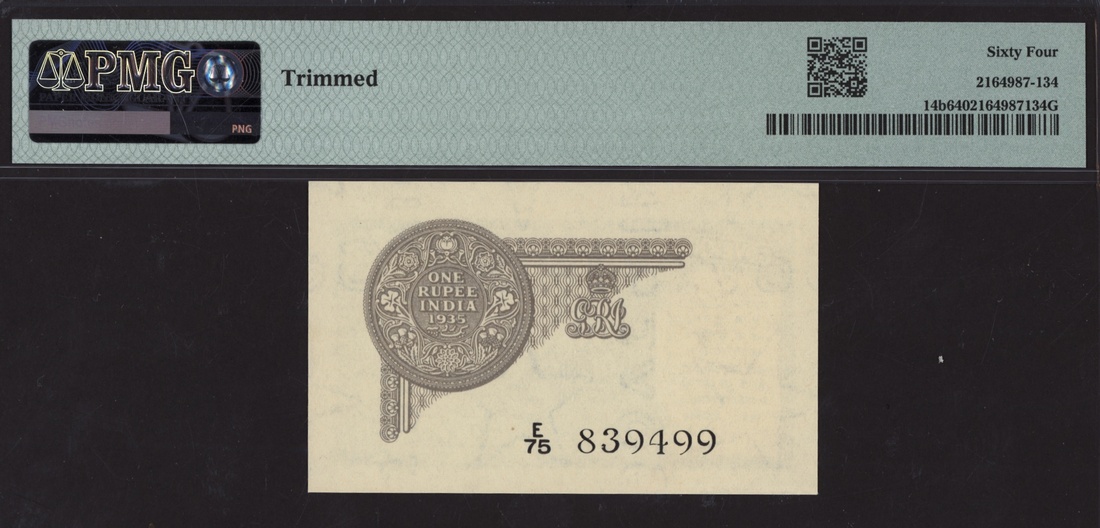 PMG
Trimmed
PNG
Sixty Four
2164987-134
14b6402164987134G
ONE
RUPEE
INDIA
1935
E/75 839499